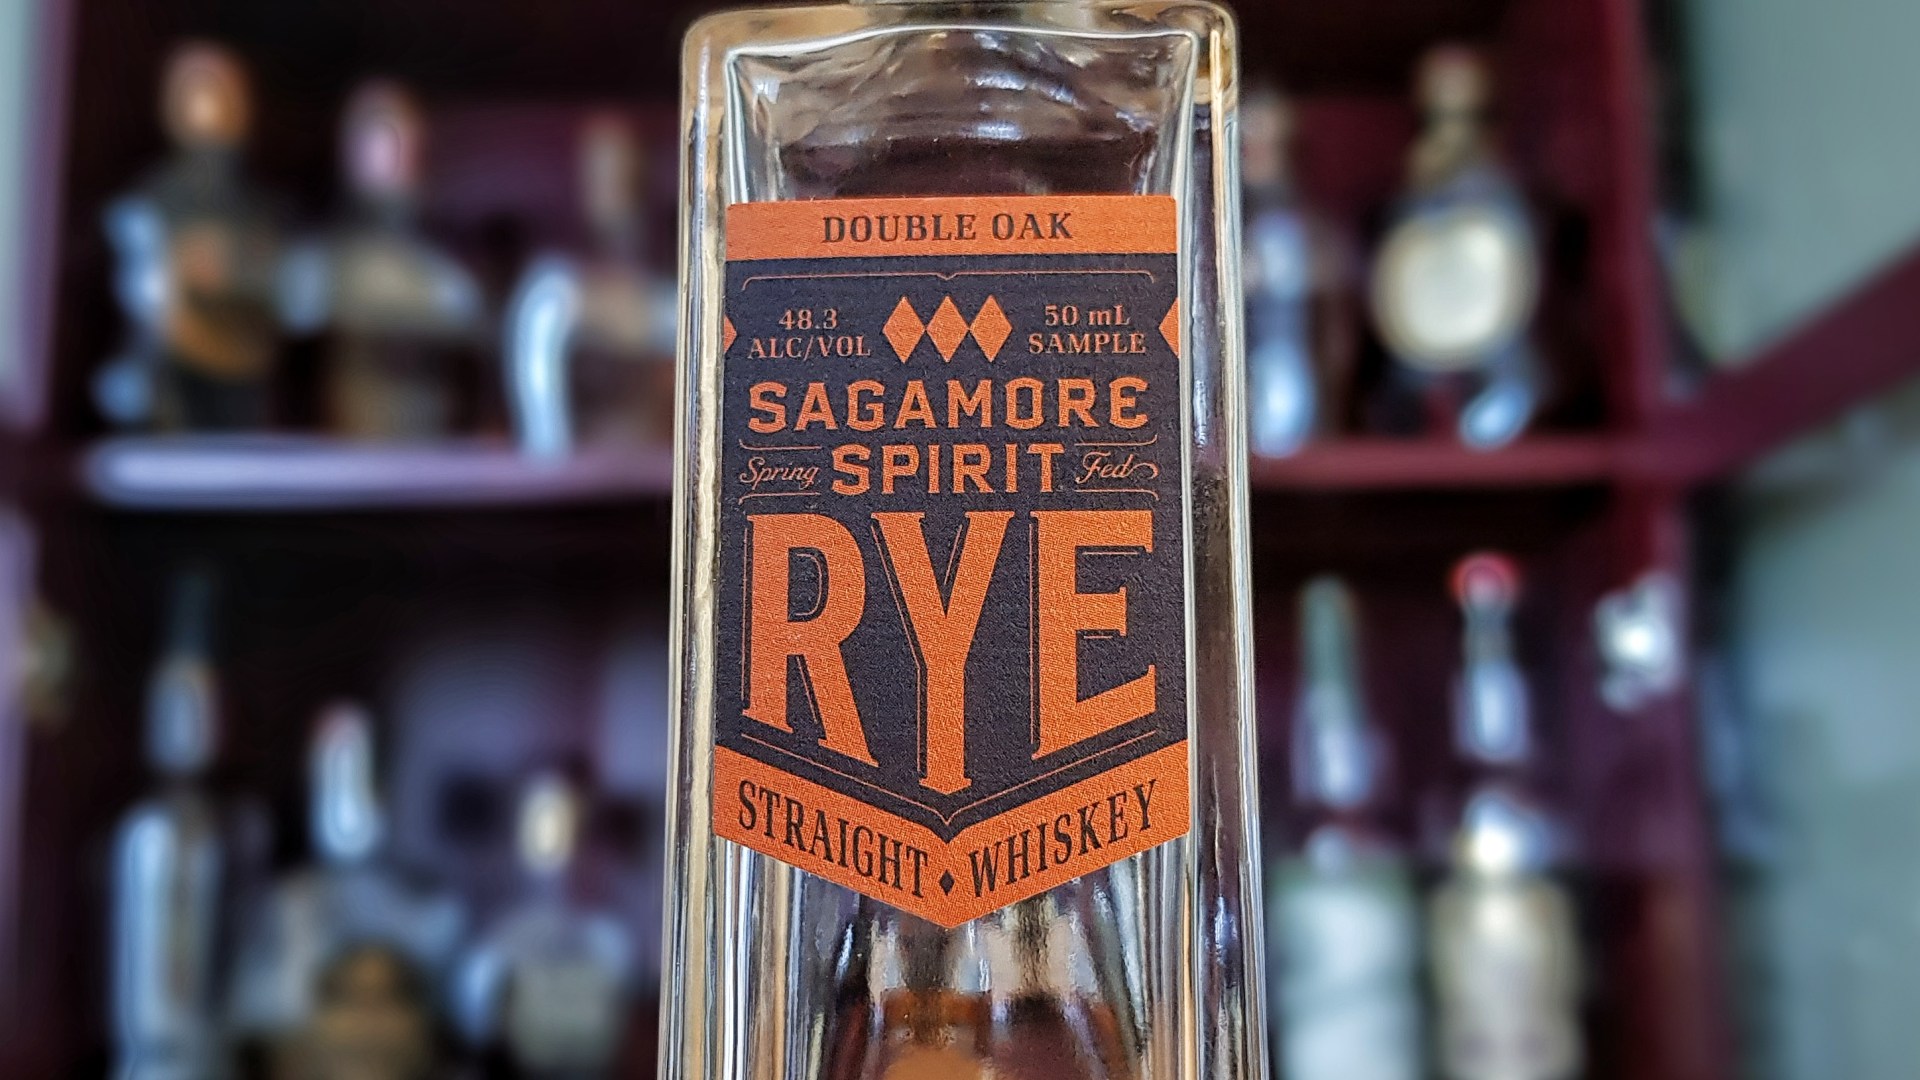 DOUBLE OAK
48.3
ALC/VOL
50 mL
SAMPLE
SAGAMORE
Spring SPIRIT Fed
RYE
STRAIGHT ♦ WHISKEY